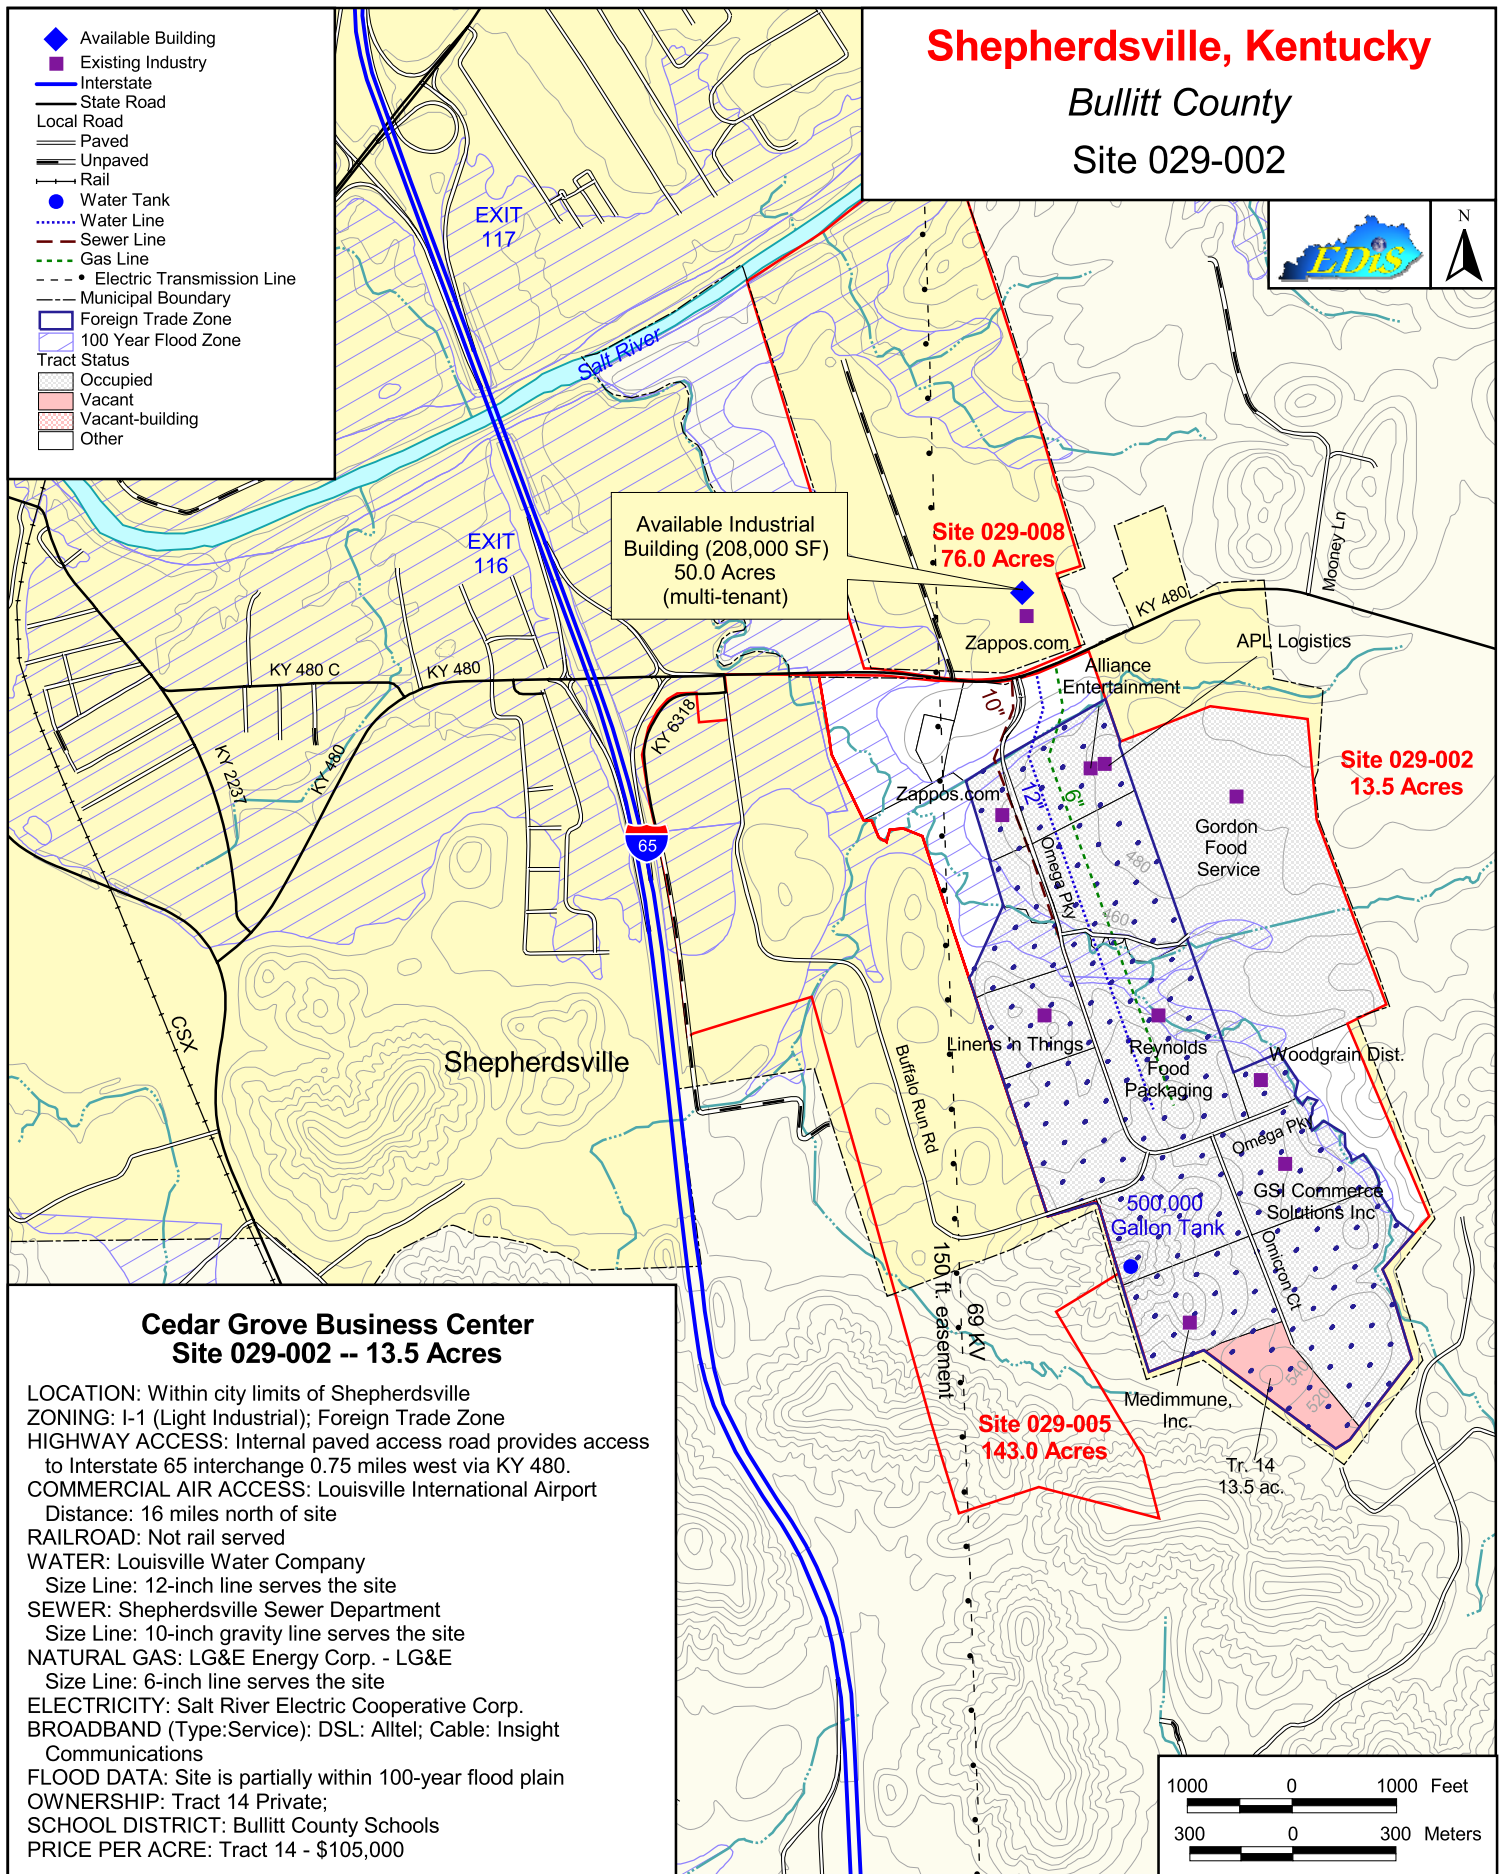 Shepherdsville, Kentucky
Bullitt County
Site 029-002
Available Building
Existing Industry
Interstate
State Road
Local Road
Paved
Unpaved
Rail
Water Tank
Water Line
Sewer Line
Gas Line
Electric Transmission Line
Municipal Boundary
Foreign Trade Zone
100 Year Flood Zone
Tract Status
Occupied
Vacant
Vacant-building
Other
EDiS
N
EXIT
117
Salt River
EXIT
116
Available Industrial
Building (208,000 SF)
50.0 Acres
(multi-tenant)
Site 029-008
76.0 Acres
Zappos.com
Mooney Ln
KY 480
APL Logistics
Alliance
Entertainment
KY 480 C
KY 480
KY 6318
10"
KY 2237
KY 480
65
Zappos.com
12"
6"
Site 029-002
13.5 Acres
Gordon
Food
Service
480
460
Omega Pky
CSX
Shepherdsville
Buffalo Run Rd
Linens 'n Things
Reynolds
Food
Packaging
Woodgrain Dist.
Omega Pky
GSI Commerce
Solutions Inc
500,000
Gallon Tank
Omicron Ct
150 ft. easement
69 KV
540
520
Medimmune,
Inc.
Site 029-005
143.0 Acres
Tr. 14
13.5 ac.
Cedar Grove Business Center
Site 029-002 -- 13.5 Acres
LOCATION: Within city limits of Shepherdsville
ZONING: I-1 (Light Industrial); Foreign Trade Zone
HIGHWAY ACCESS: Internal paved access road provides access
to Interstate 65 interchange 0.75 miles west via KY 480.
COMMERCIAL AIR ACCESS: Louisville International Airport
Distance: 16 miles north of site
RAILROAD: Not rail served
WATER: Louisville Water Company
Size Line: 12-inch line serves the site
SEWER: Shepherdsville Sewer Department
Size Line: 10-inch gravity line serves the site
NATURAL GAS: LG&E Energy Corp. - LG&E
Size Line: 6-inch line serves the site
ELECTRICITY: Salt River Electric Cooperative Corp.
BROADBAND (Type:Service): DSL: Alltel; Cable: Insight
Communications
FLOOD DATA: Site is partially within 100-year flood plain
OWNERSHIP: Tract 14 Private;
SCHOOL DISTRICT: Bullitt County Schools
PRICE PER ACRE: Tract 14 - $105,000
1000 0 1000 Feet
300 0 300 Meters